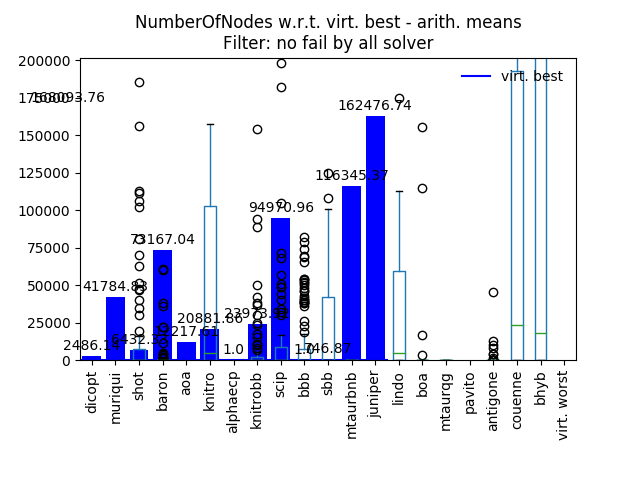 NumberOfNodes w.r.t. virt. best - arith. means
Filter: no fail by all solver
200000
175000
150000
125000
100000
75000
50000
25000
0
virt. best
168093.76
162476.74
116345.37
94970.96
73167.04
41784.83
20881.86
1.0
1.0
dicopt
muriqui
shot
baron
aoa
knitro
alphaecp
knitrobb
scip
bbb
sbb
mtaurbnb
juniper
lindo
boa
mtaurqg
pavito
antigone
couenne
bhyb
virt. worst